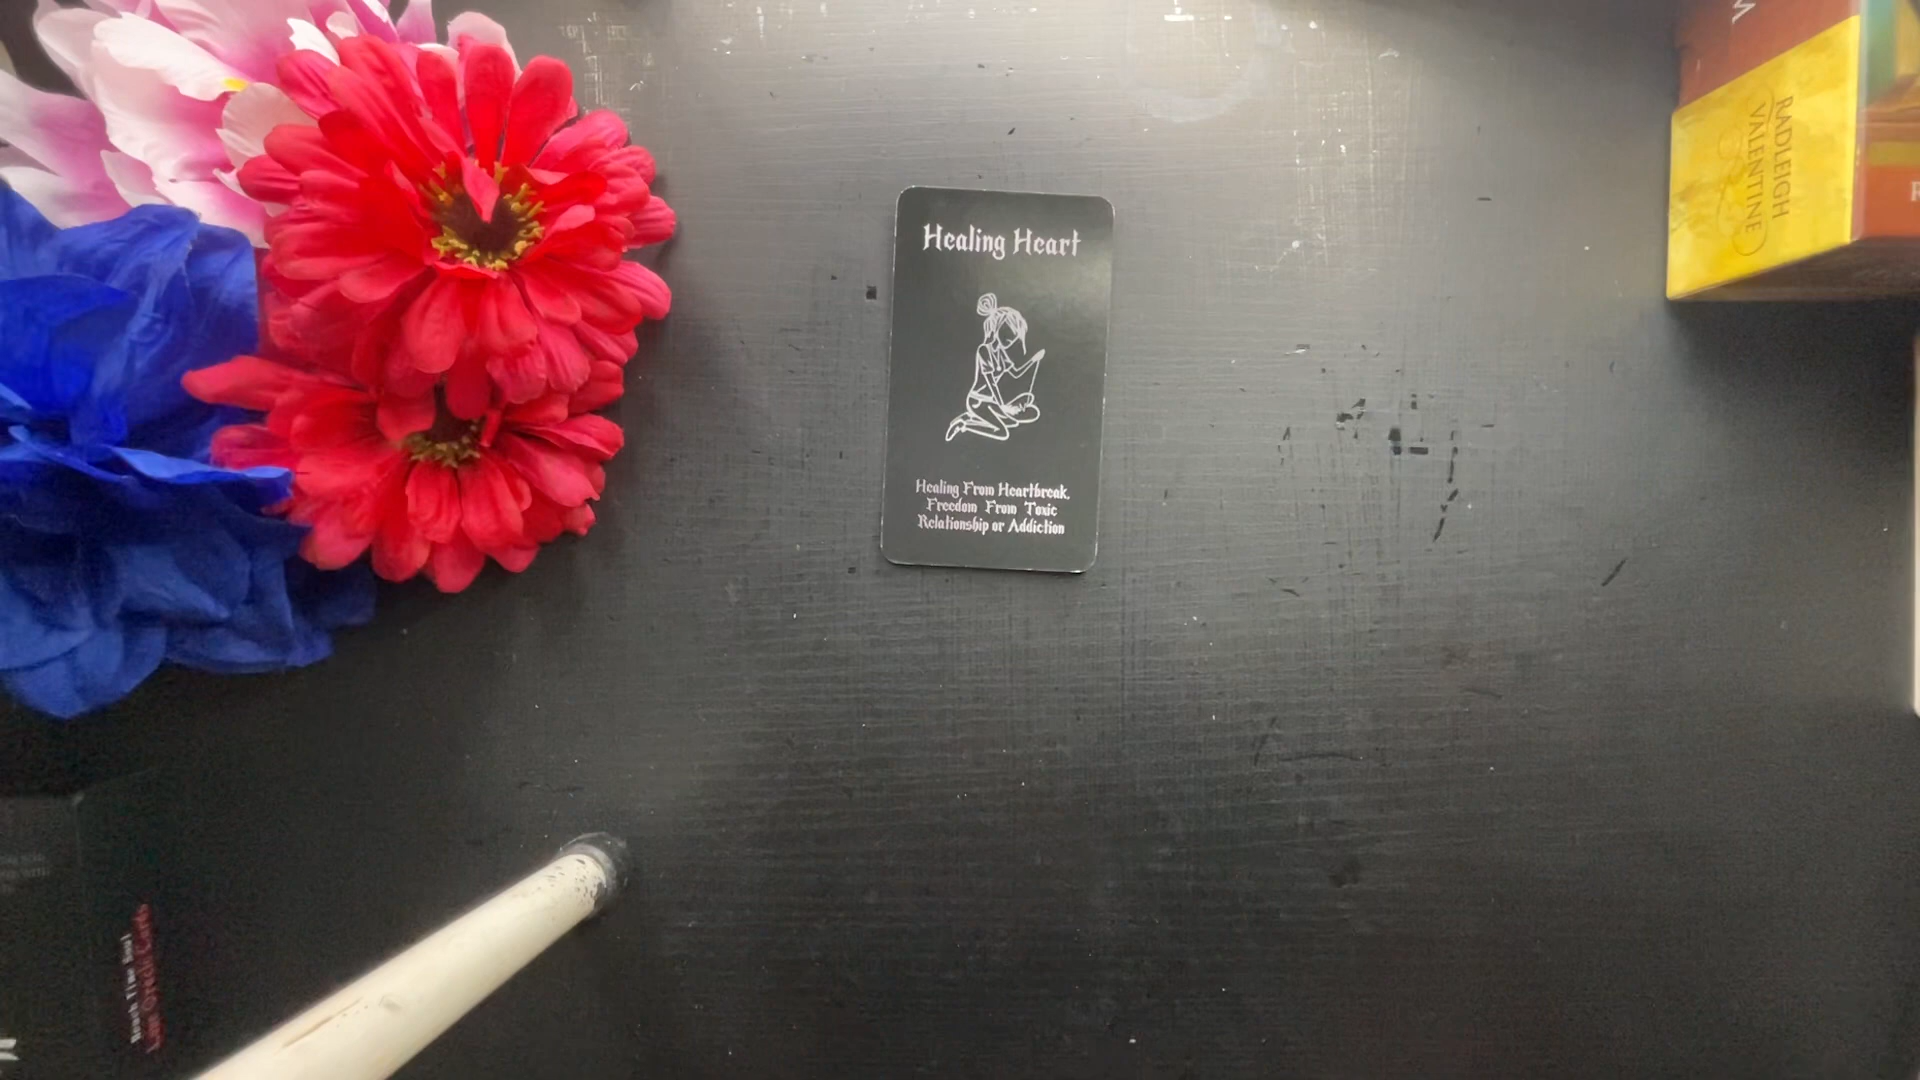 Healing Heart
Healing From Heartbreak,
Freedom From Toxic
Relationship or Addiction
RADLEIGH
VALENTINE